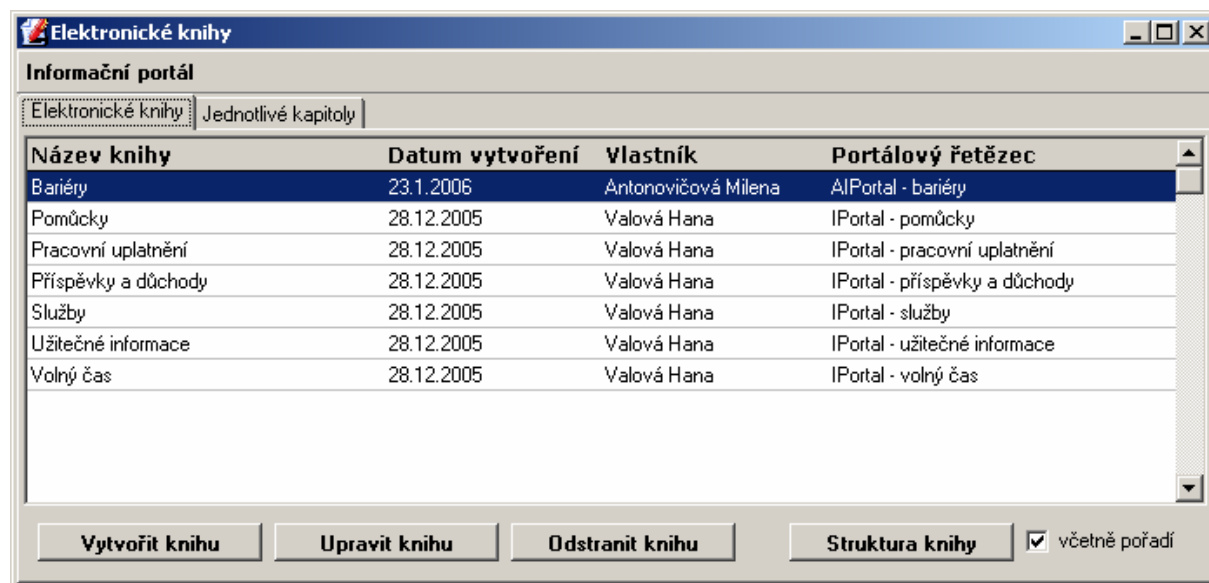 Elektronické knihy
Informační portál
Elektronické knihy Jednotlivé kapitoly
Název knihy Datum vytvoření Vlastník Portálový řetězec
Bariéry 23.1.2006 Antonovičová Milena AIPortal - bariéry
Pomůcky 28.12.2005 Valová Hana IPortal - pomůcky
Pracovní uplatnění 28.12.2005 Valová Hana IPortal - pracovní uplatnění
Příspěvky a důchody 28.12.2005 Valová Hana IPortal - příspěvky a důchody
Služby 28.12.2005 Valová Hana IPortal - služby
Užitečné informace 28.12.2005 Valová Hana IPortal - užitečné informace
Volný čas 28.12.2005 Valová Hana IPortal - volný čas
Vytvořit knihu Upravit knihu Odstranit knihu Struktura knihy včetně pořadí